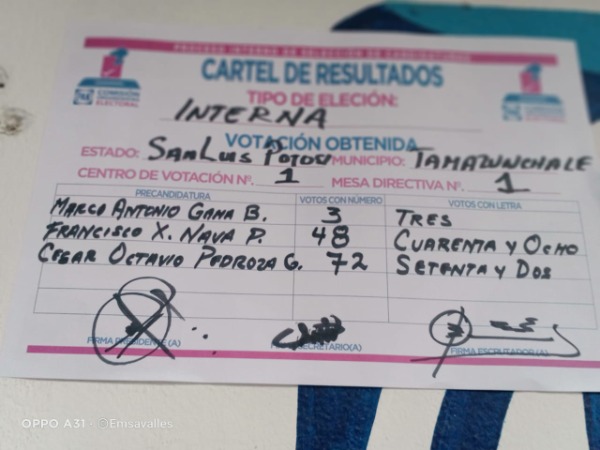 PROCESO INTERNO DE SELECCIÓN DE CANDIDATURAS
CARTEL DE RESULTADOS
COMISIÓN
ELECTORAL
TIPO DE ELECIÓN:
INTERNA
VOTACIÓN OBTENIDA
ESTADO: SAN LUIS POTOSI MUNICIPIO: TAMAZUNCHALE
CENTRO DE VOTACIÓN Nº. 1 MESA DIRECTIVA Nº. 1
PRECANDIDATURA VOTOS CON NÚMERO VOTOS CON LETRA
MARCO ANTONIO GAMA B. 3 TRES
FRANCISCO X. NAVA P. 48 CUARENTA Y OCHO
CESAR OCTAVIO PEDROZA G. 72 SETENTA Y DOS
FIRMA PRESIDENTE (A) SECRETARIO(A) FIRMA ESCRUTADOR(A)
OPPO A31 · ©Emsavalles